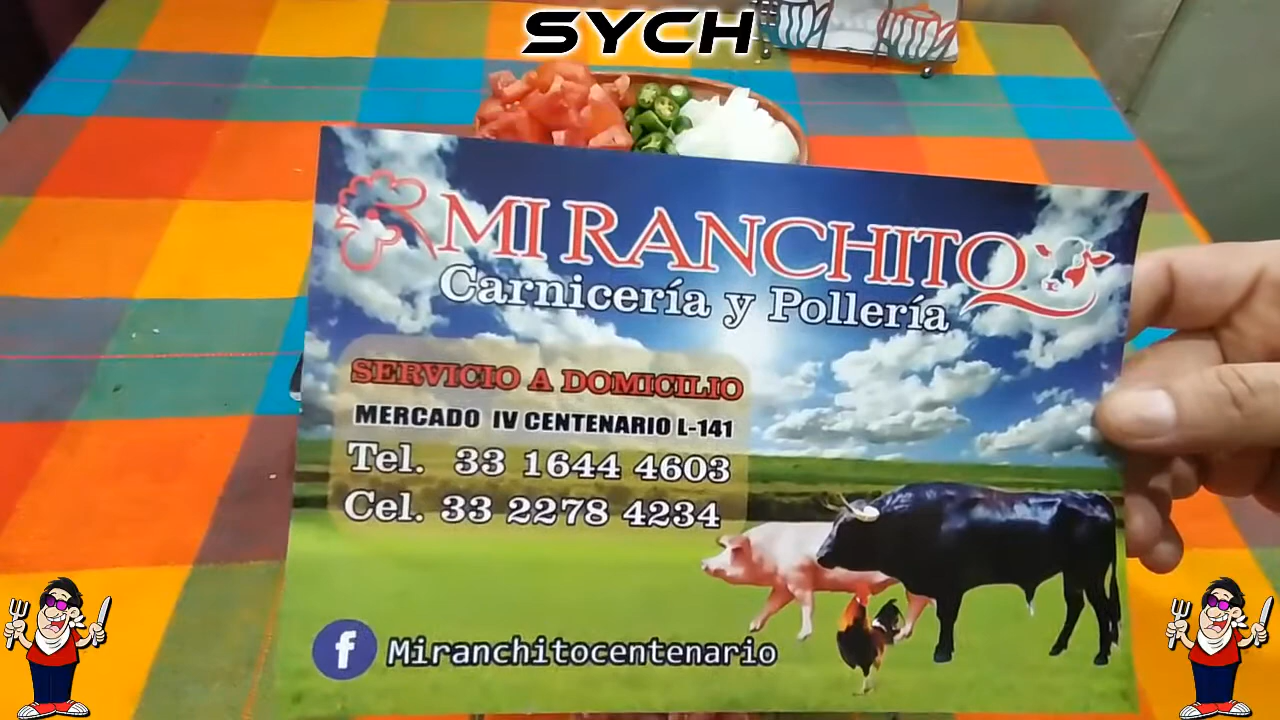 SYCH
MI RANCHITO
Carnicería y Pollería
SERVICIO A DOMICILIO
MERCADO IV CENTENARIO L-141
Tel. 33 1644 4603
Cel. 33 2278 4234
f Miranchitocentenario